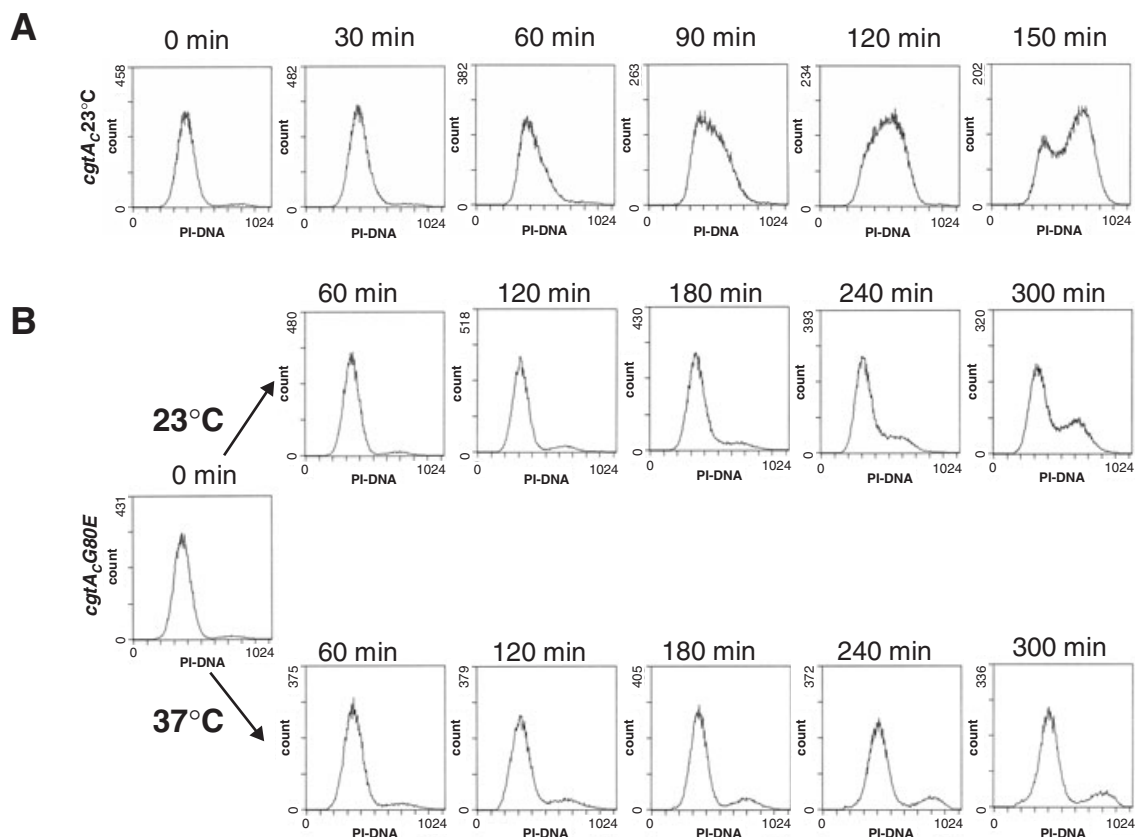 A
0 min 30 min 60 min 90 min 120 min 150 min
cgtAC23°C
458 482 382 263 234 202
count count count count count count
0 0 0 0 0 0
0 1024 0 1024 0 1024 0 1024 0 1024 0 1024
PI-DNA PI-DNA PI-DNA PI-DNA PI-DNA PI-DNA
B
60 min 120 min 180 min 240 min 300 min
480 518 430 393 320
count count count count count
0 0 0 0 0
0 1024 0 1024 0 1024 0 1024 0 1024
PI-DNA PI-DNA PI-DNA PI-DNA PI-DNA
23°C
0 min
cgtACG80E
431
count
0
0 1024
PI-DNA
37°C
60 min 120 min 180 min 240 min 300 min
375 379 405 372 336
count count count count count
0 0 0 0 0
0 1024 0 1024 0 1024 0 1024 0 1024
PI-DNA PI-DNA PI-DNA PI-DNA PI-DNA